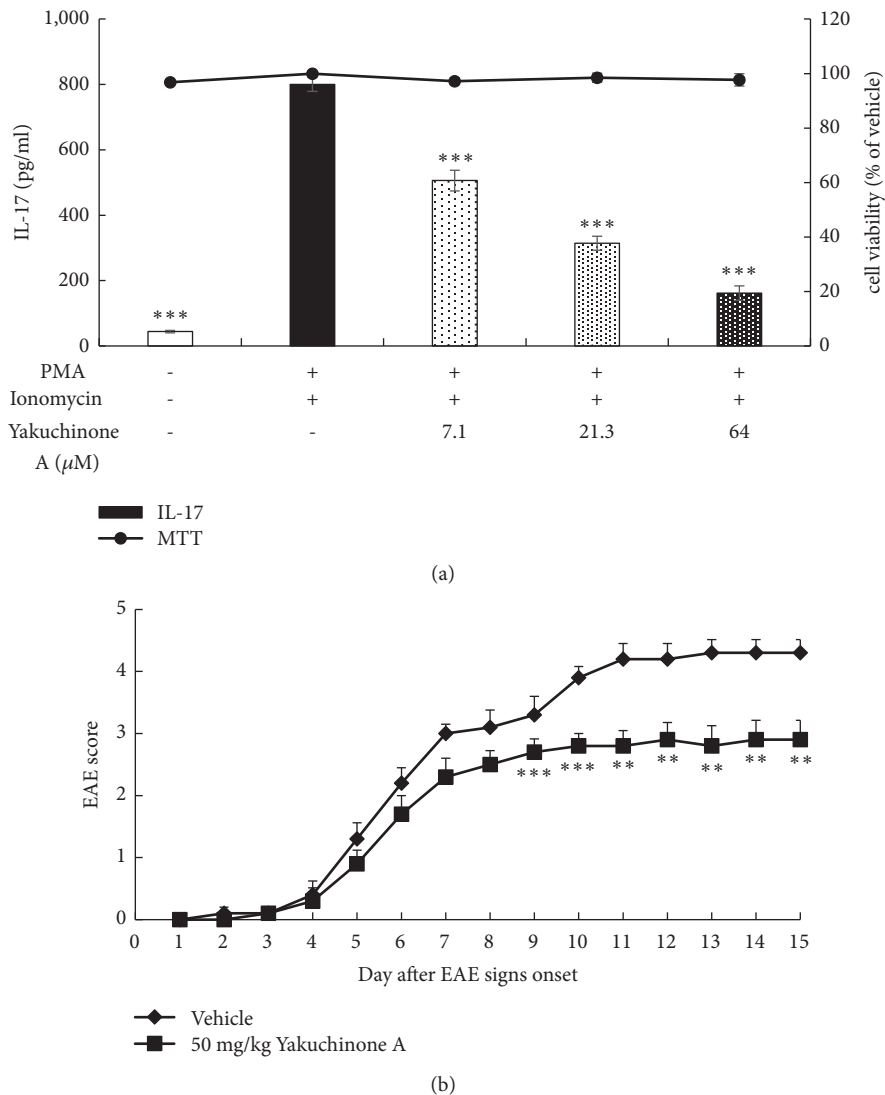 1,000
800
600
400
200
0
IL-17 (pg/ml)
120
100
80
60
40
20
0
cell viability (% of vehicle)
*** *** *** ***
PMA - + + + +
Ionomycin - + + + +
Yakuchinone - - 7.1 21.3 64
A (μM)
IL-17
MTT
(a)
5
4
3
2
1
0
EAE score
*** *** ** ** ** ** **
0 1 2 3 4 5 6 7 8 9 10 11 12 13 14 15
Day after EAE signs onset
Vehicle
50 mg/kg Yakuchinone A
(b)